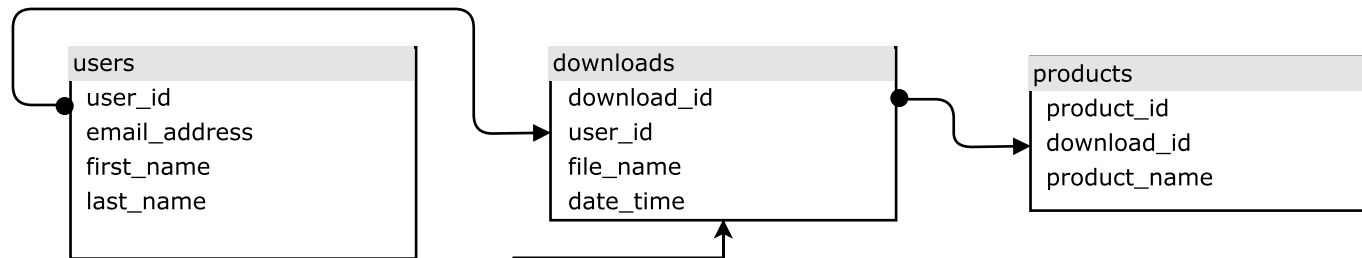 users
user_id
email_address
first_name
last_name
downloads
download_id
user_id
file_name
date_time
products
product_id
download_id
product_name